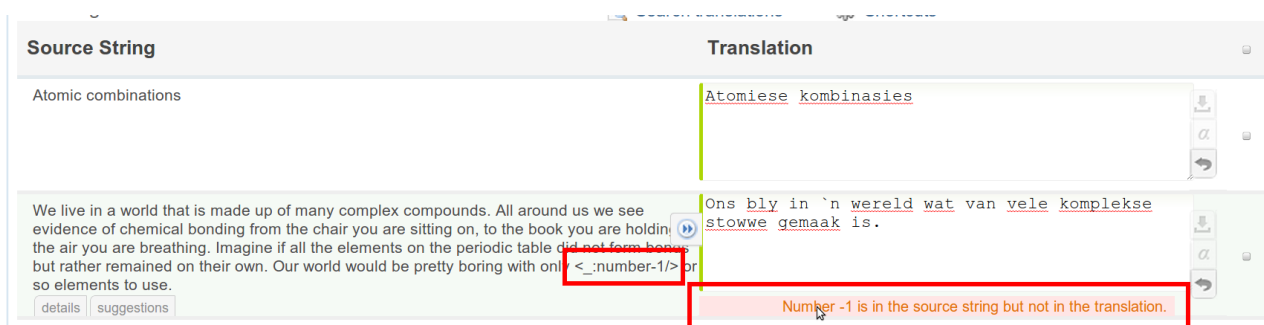 Source String
Translation
Atomic combinations
Atomiese kombinasies
We live in a world that is made up of many complex compounds. All around us we see
evidence of chemical bonding from the chair you are sitting on, to the book you are holding
the air you are breathing. Imagine if all the elements on the periodic table did not form bonds
but rather remained on their own. Our world would be pretty boring with only <_:number-1/> or
so elements to use.
Ons bly in `n wereld wat van vele komplekse
stowwe gemaak is.
details suggestions
Number -1 is in the source string but not in the translation.